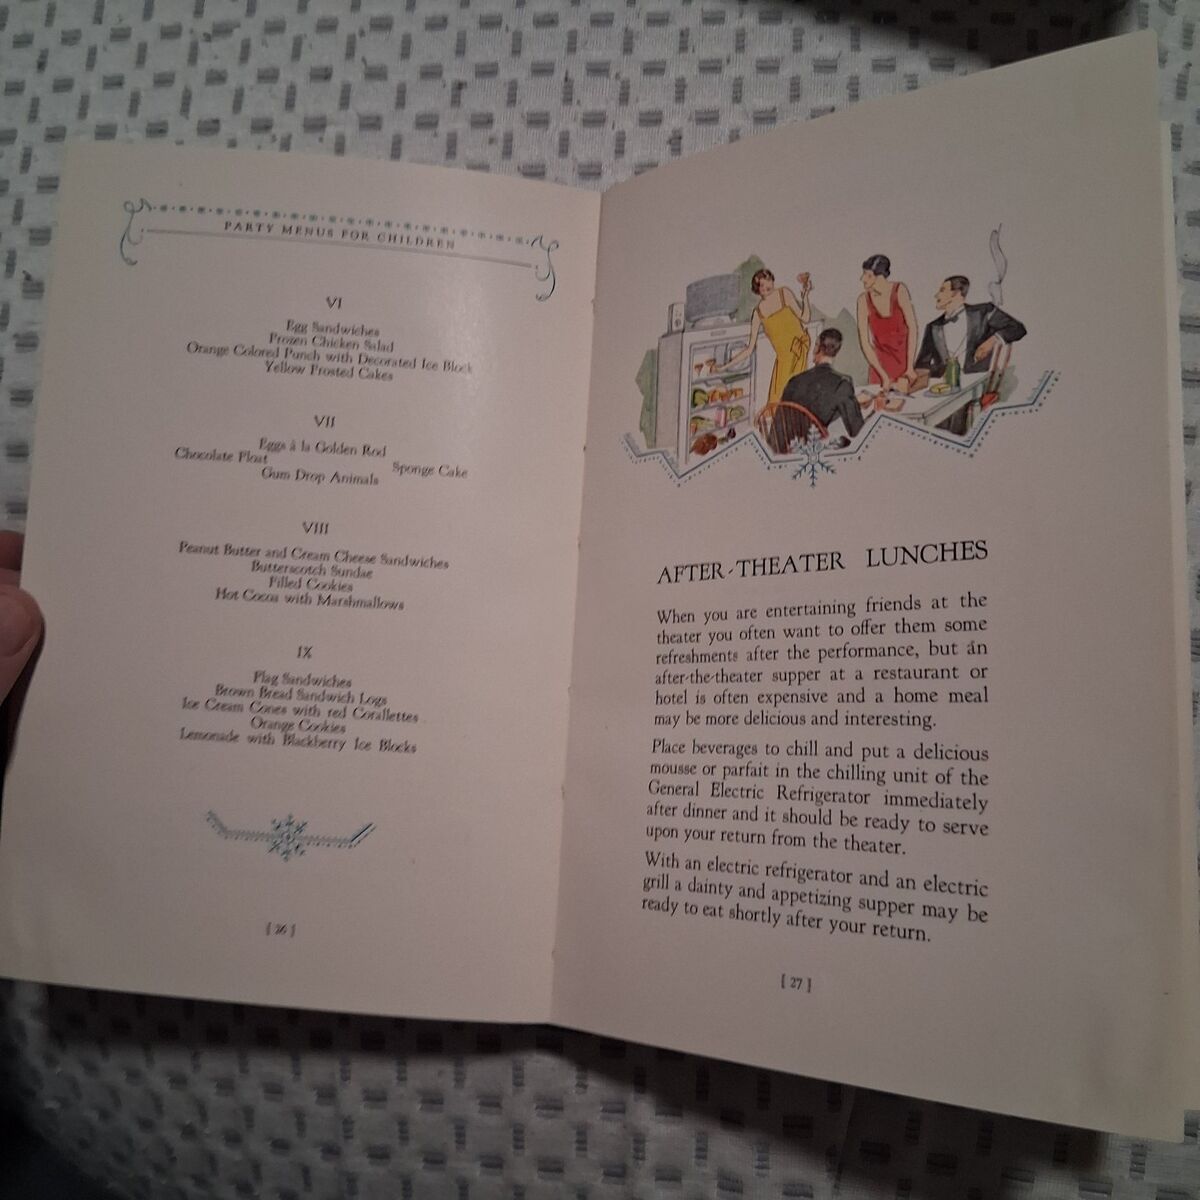 PARTY MENUS FOR CHILDREN
VI
Egg Sandwiches
Frozen Chicken Salad
Orange Colored Punch with Decorated Ice Block
Yellow Frosted Cakes
VII
Eggs à la Golden Rod
Chocolate Float Sponge Cake
Gum Drop Animals
VIII
Peanut Butter and Cream Cheese Sandwiches
Butterscotch Sundae
Filled Cookies
Hot Cocoa with Marshmallows
IX
Flag Sandwiches
Brown Bread Sandwich Logs
Ice Cream Cones with red Corallettes
Orange Cookies
Lemonade with Blackberry Ice Blocks
[ 26 ]
AFTER-THEATER LUNCHES
When you are entertaining friends at the
theater you often want to offer them some
refreshments after the performance, but an
after-the-theater supper at a restaurant or
hotel is often expensive and a home meal
may be more delicious and interesting.
Place beverages to chill and put a delicious
mousse or parfait in the chilling unit of the
General Electric Refrigerator immediately
after dinner and it should be ready to serve
upon your return from the theater.
With an electric refrigerator and an electric
grill a dainty and appetizing supper may be
ready to eat shortly after your return.
[ 27 ]